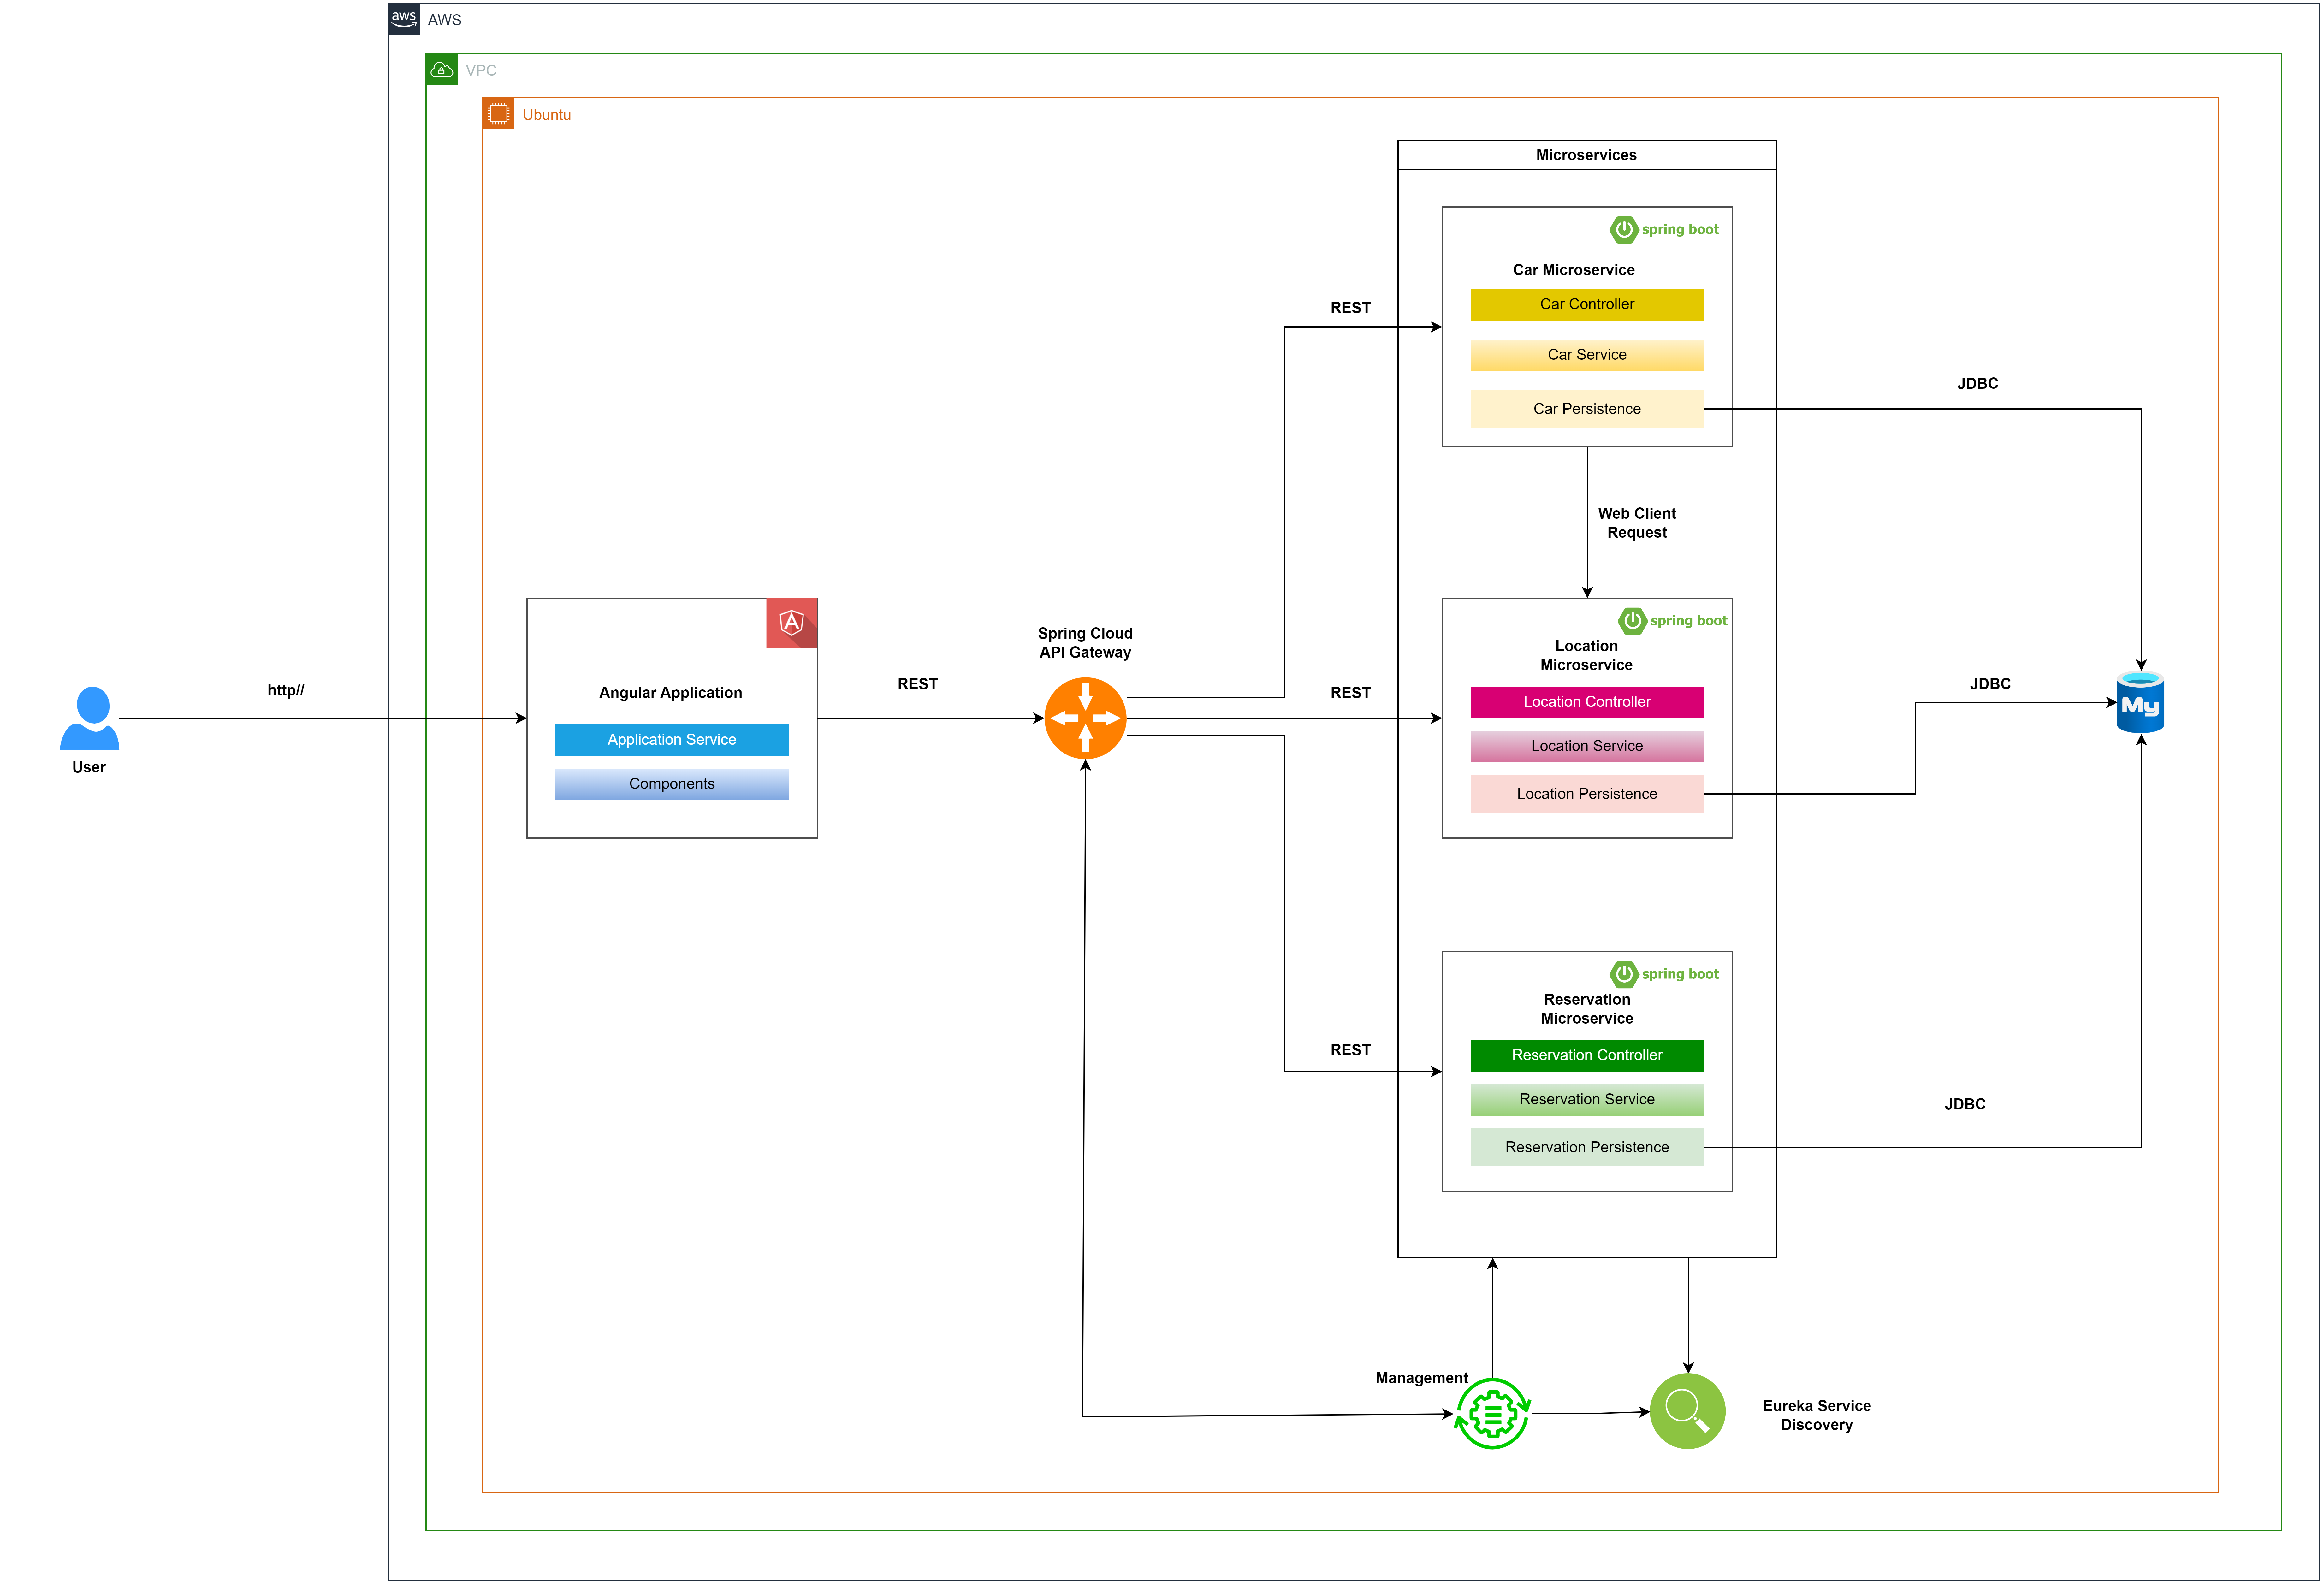 aws
AWS
VPC
Ubuntu
Microservices
spring boot
Car Microservice
Car Controller
Car Service
Car Persistence
REST
JDBC
Web Client
Request
spring boot
Location
Microservice
Location Controller
Location Service
Location Persistence
http//
User
A
Angular Application
Application Service
Components
REST
Spring Cloud
API Gateway
REST
JDBC
My
spring boot
Reservation
Microservice
Reservation Controller
Reservation Service
Reservation Persistence
REST
JDBC
Management
Eureka Service
Discovery